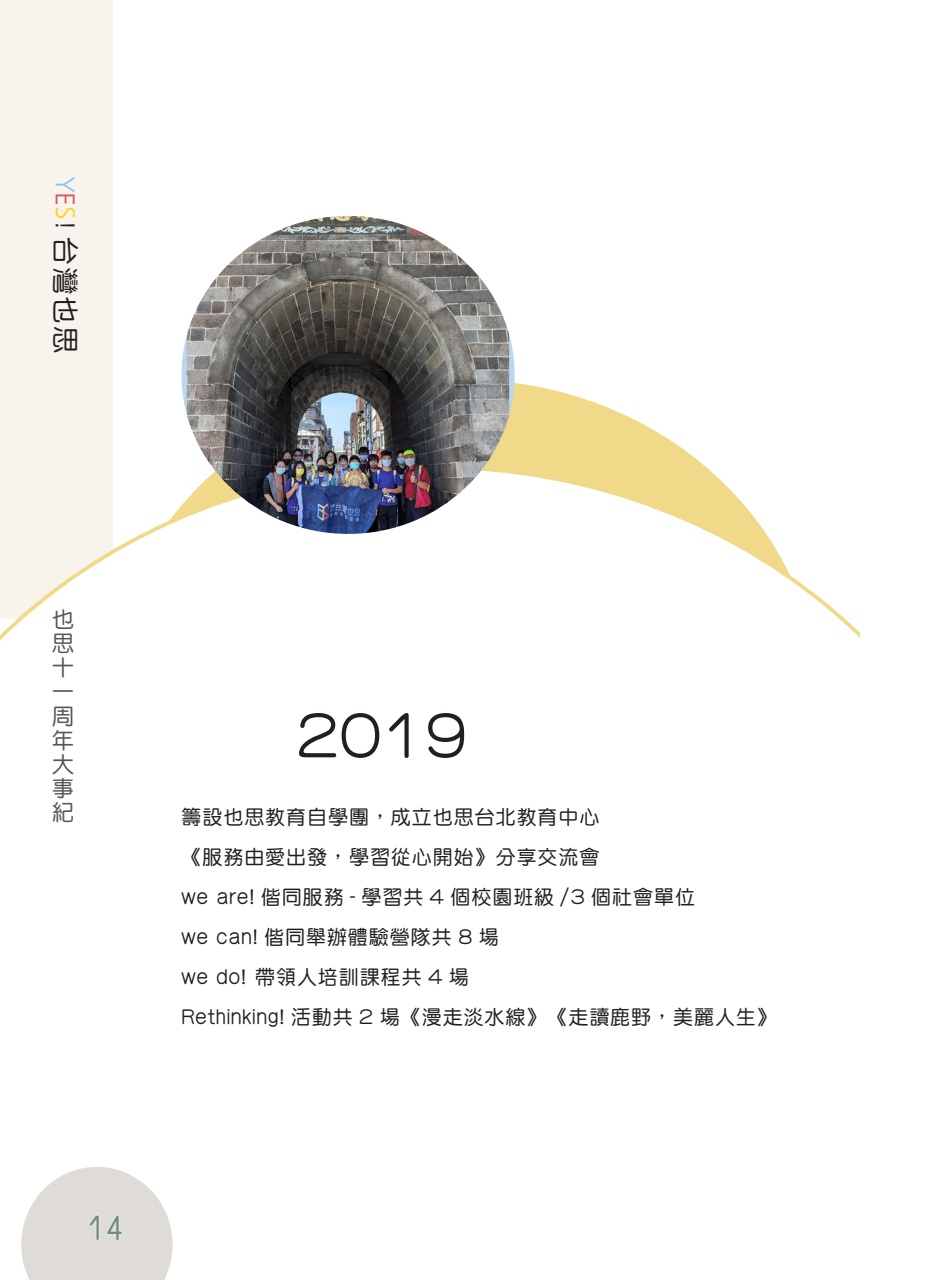 YES! 台灣也思
台灣也思
也思十一周年大事紀
2019
籌設也思教育自學團，成立也思台北教育中心
《服務由愛出發，學習從心開始》分享交流會
we are! 偕同服務 - 學習共 4 個校園班級 /3 個社會單位
we can! 偕同舉辦體驗營隊共 8 場
we do! 帶領人培訓課程共 4 場
Rethinking! 活動共 2 場《漫走淡水線》《走讀鹿野，美麗人生》
14